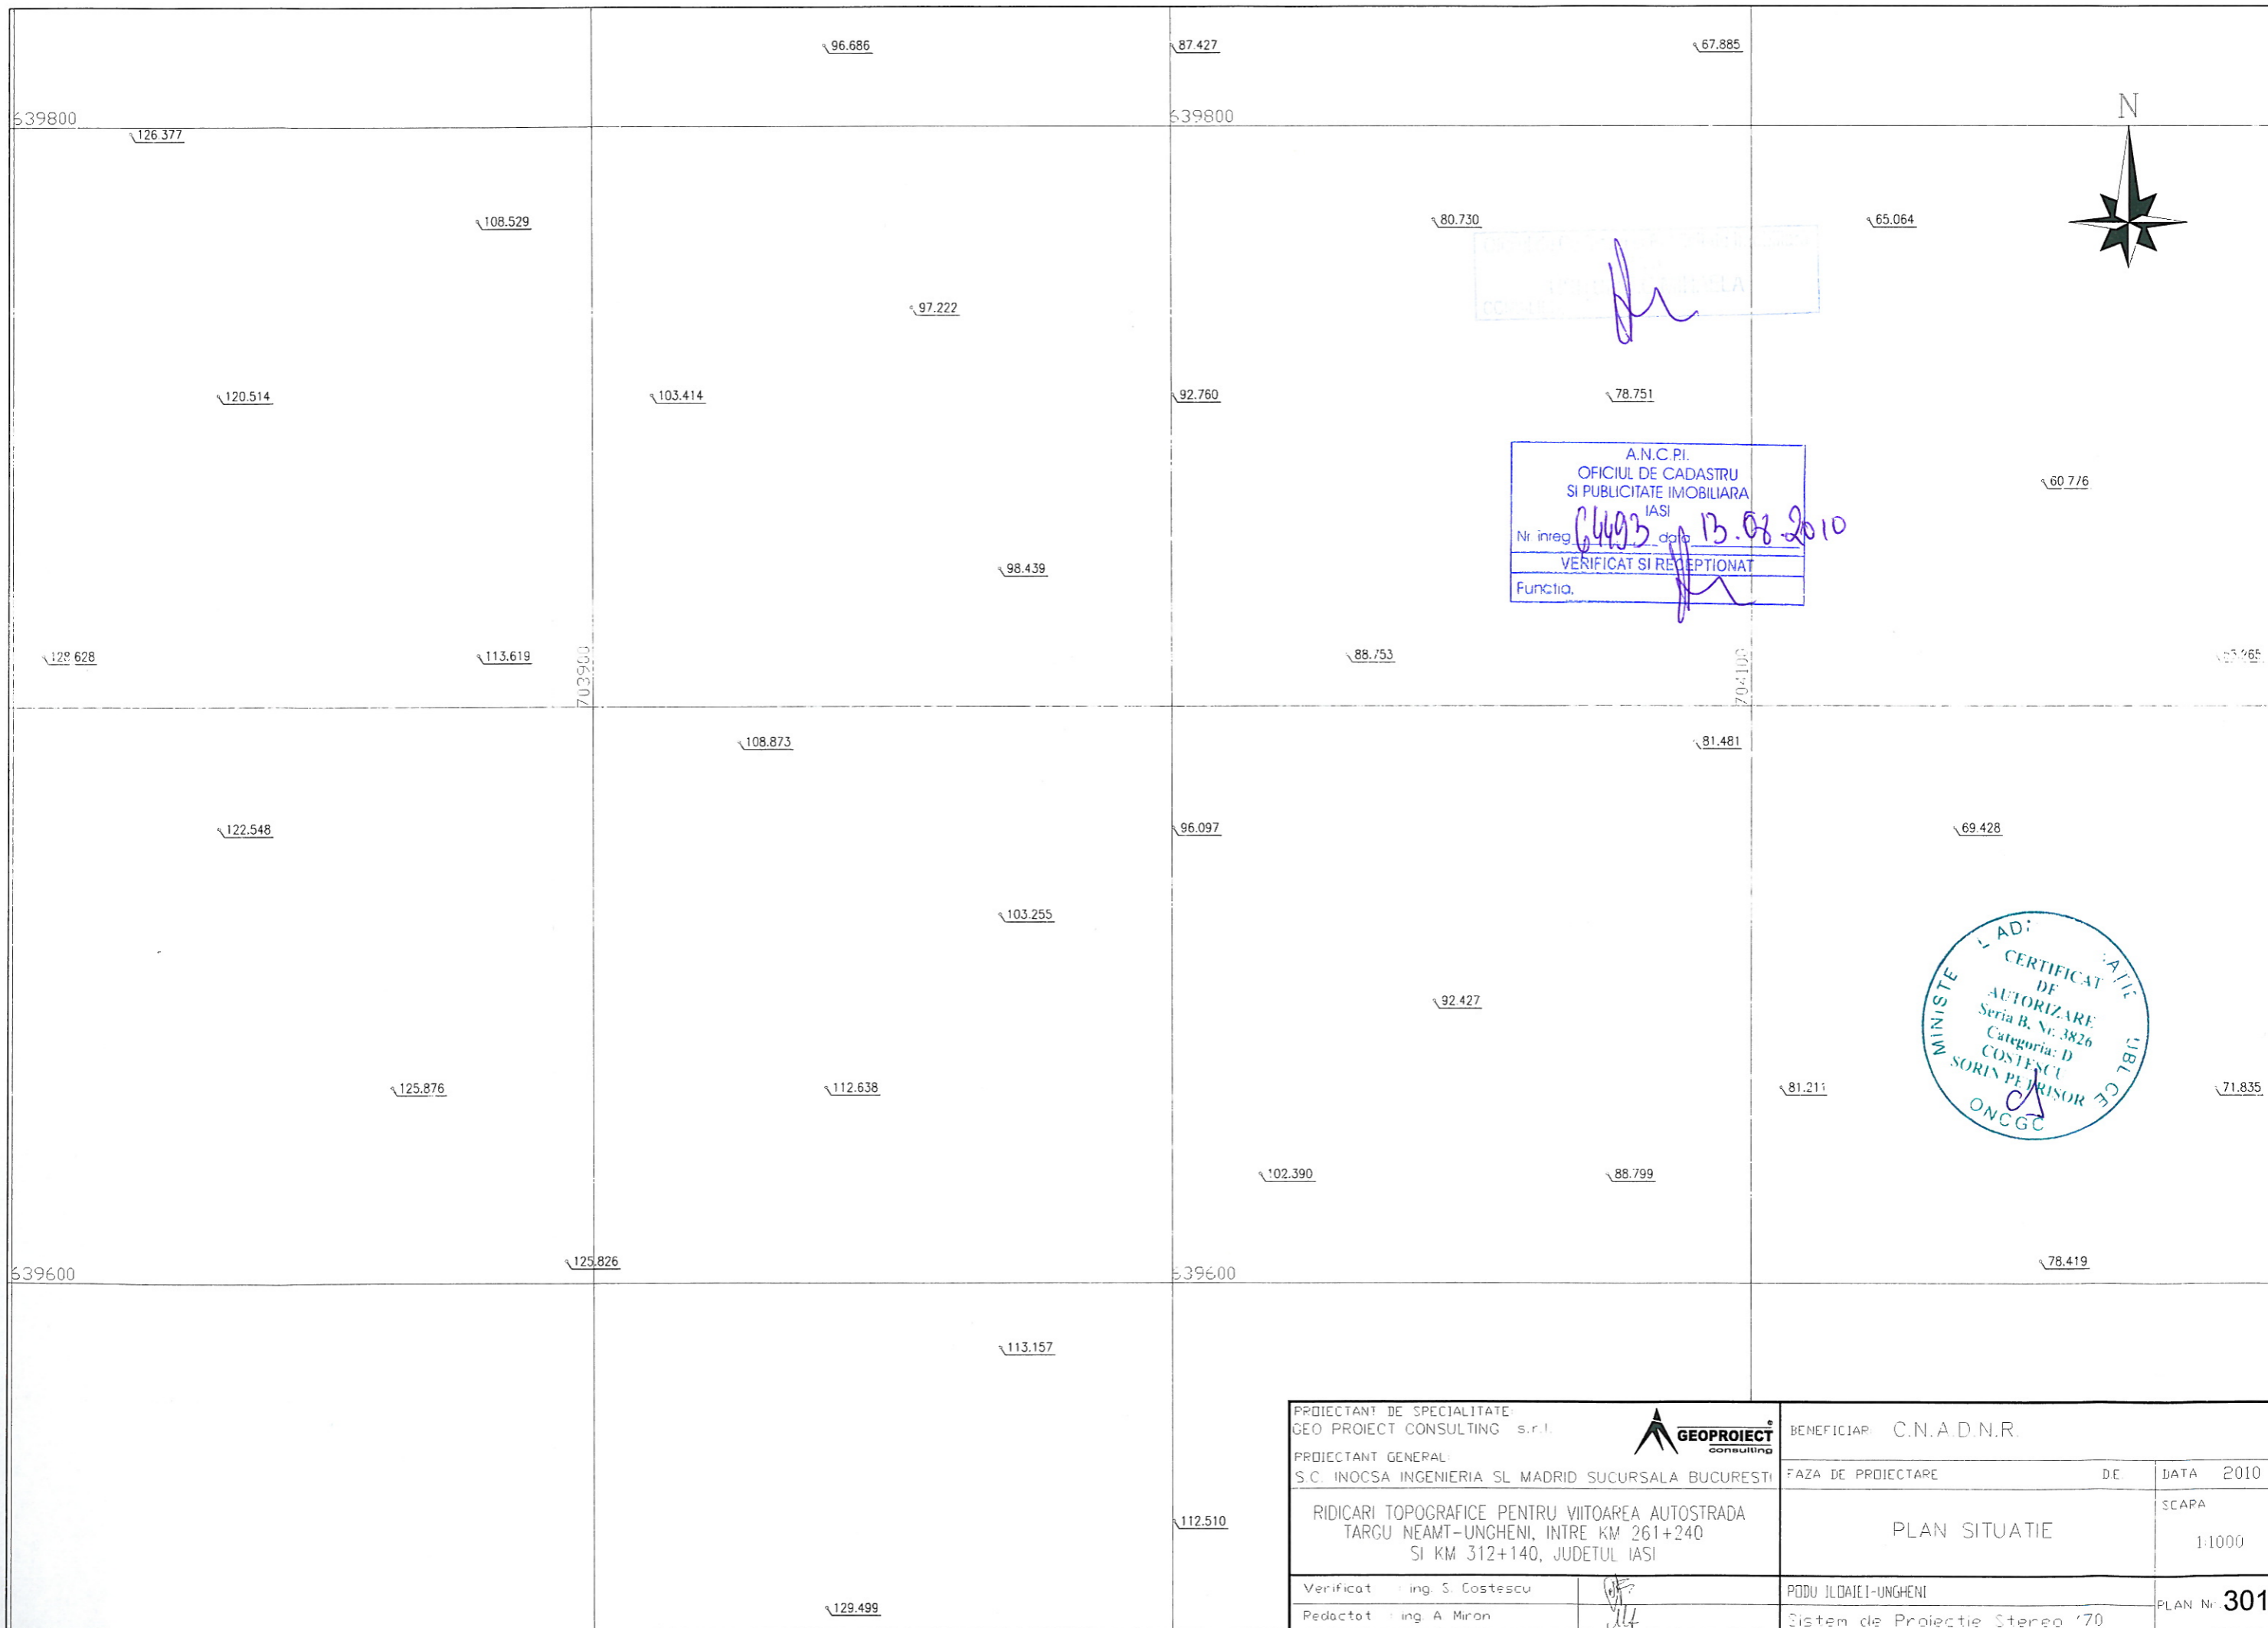 96.686
87.427
67.885
639800
639800
126.377
N
108.529
80.730
65.064
97.222
120.514
103.414
92.760
78.751
A.N.C.P.I.
OFICIUL DE CADASTRU
SI PUBLICITATE IMOBILIARA
IASI
Nr inreg 64493 data 13.08.2010
VERIFICAT SI RECEPTIONAT
Functia.
60.776
98.439
128.628
113.619
703900
88.753
704100
108.873
81.481
122.548
96.097
69.428
103.255
92.427
CERTIFICAT
DE
AUTORIZARE
Seria B, Nr. 3826
Categoria: D
COSTESCU
SORIN PETRISOR
ONCGC
125.876
112.638
81.211
71.835
102.390
88.799
125.826
78.419
639600
639600
113.157
112.510
129.499
PROIECTANT DE SPECIALITATE:
GEO PROIECT CONSULTING s.r.l.
GEOPROIECT
consulting
PROIECTANT GENERAL:
S.C. INOCSA INGENIERIA SL MADRID SUCURSALA BUCURESTI
BENEFICIAR C.N.A.D.N.R.
FAZA DE PROIECTARE D.E.
DATA 2010
RIDICARI TOPOGRAFICE PENTRU VIITOAREA AUTOSTRADA
TARGU NEAMT-UNGHENI, INTRE KM 261+240
SI KM 312+140, JUDETUL IASI
PLAN SITUATIE
SCARA
1:1000
Verificat ing. S. Costescu
Redactat ing. A. Miron
PODU ILOAIEI-UNGHENI
Sistem de Proiectie Stereo '70
PLAN Nr. 301